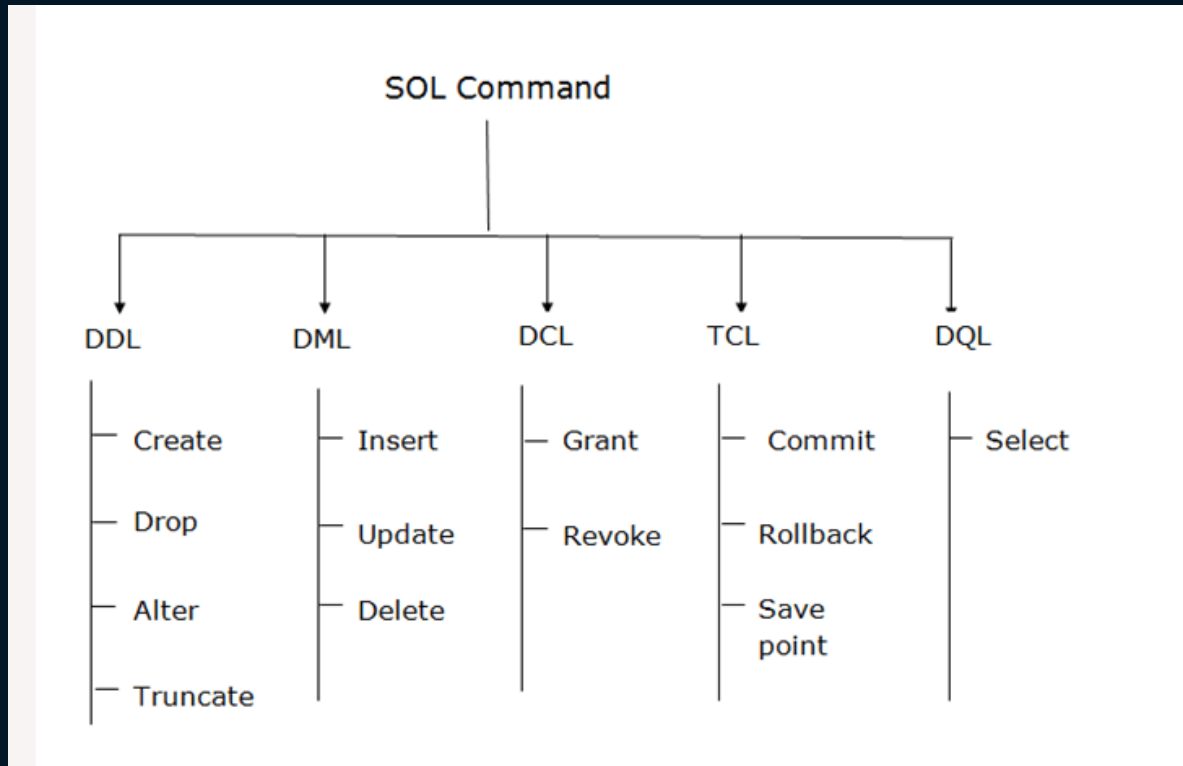 SOL Command
DDL DML DCL TCL DQL
Create Insert Grant Commit Select
Drop Update Revoke Rollback
Alter Delete Save
point
Truncate